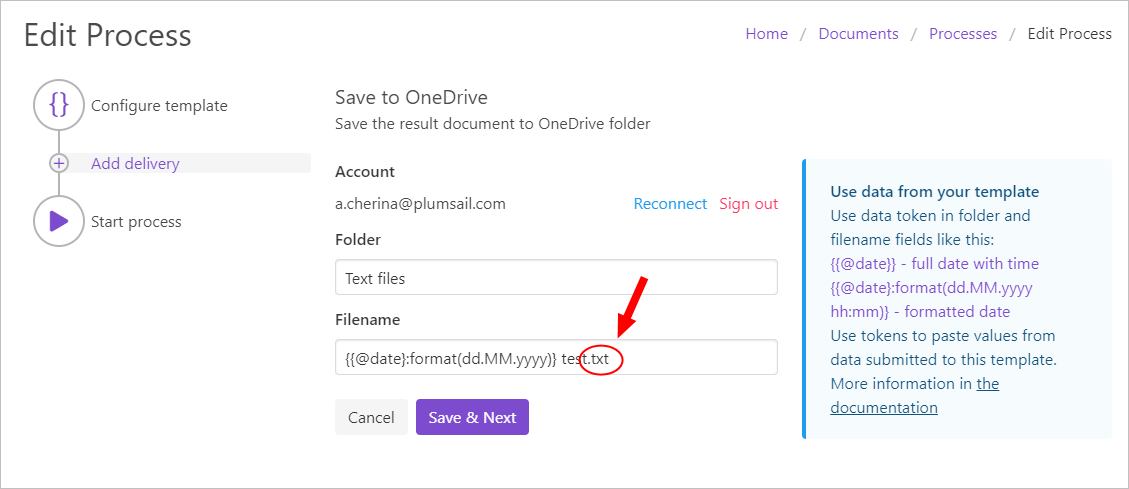 Edit Process
Home / Documents / Processes / Edit Process
{}
Configure template
Add delivery
Start process
Save to OneDrive
Save the result document to OneDrive folder
Account
a.cherina@plumsail.com
Reconnect
Sign out
Folder
Text files
Filename
{{@date}:format(dd.MM.yyyy)} test.txt
Cancel
Save & Next
Use data from your template
Use data token in folder and
filename fields like this:
{{@date}} - full date with time
{{@date}:format(dd.MM.yyyy
hh:mm)} - formatted date
Use tokens to paste values from
data submitted to this template.
More information in the
documentation